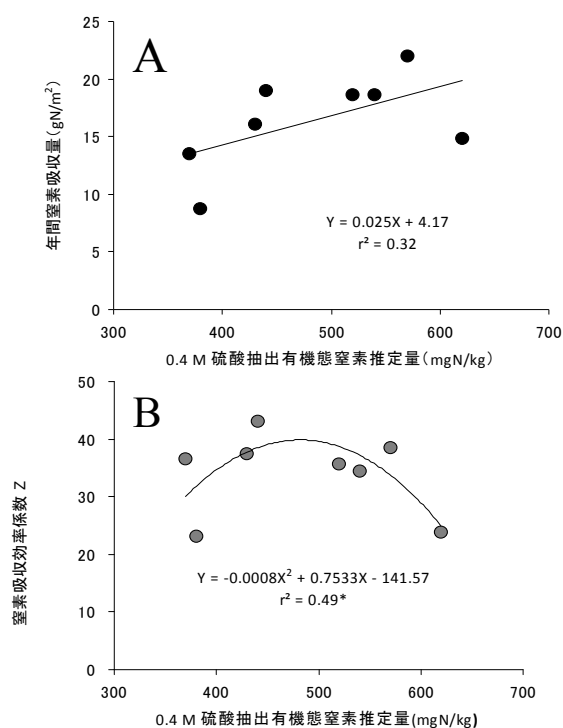 A
25
20
15
10
5
0
年間窒素吸収量(gN/m²)
Y = 0.025X + 4.17
r² = 0.32
300 400 500 600 700
0.4 M 硫酸抽出有機態窒素推定量(mgN/kg)
B
50
40
30
20
10
0
窒素吸収効率係数 Z
Y = -0.0008X² + 0.7533X - 141.57
r² = 0.49*
300 400 500 600 700
0.4 M 硫酸抽出有機態窒素推定量(mgN/kg)